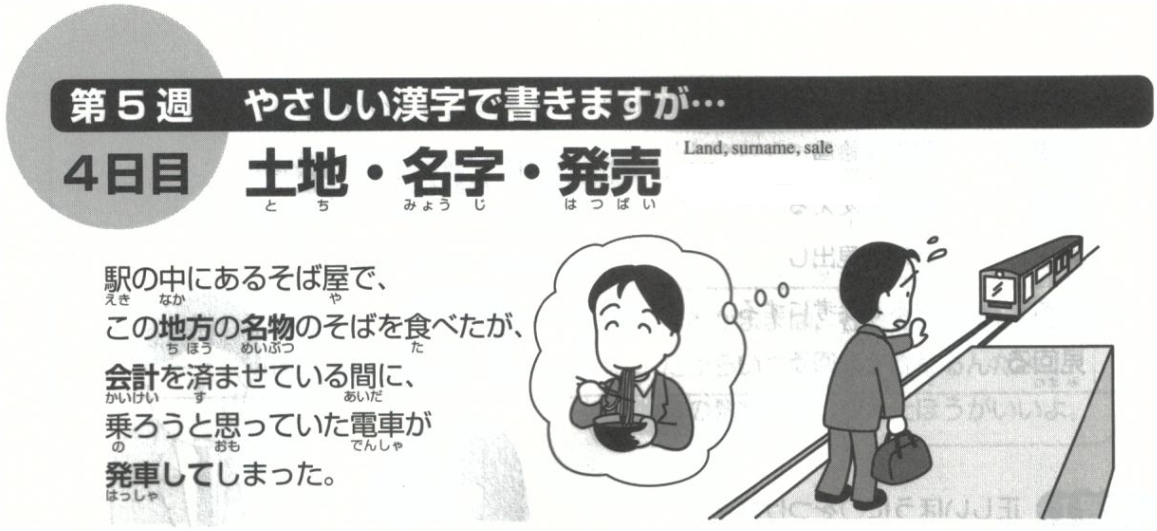 第5週 やさしい漢字で書きますが…
4日目 土地・名字・発売 Land, surname, sale
と ち みょう じ はつばい
駅の中にあるそば屋で、
えき なか や
この地方の名物のそばを食べたが、
ち ほう めいぶつ た
会計を済ませている間に、
かいけい す あいだ
乗ろうと思っていた電車が
の おも でんしゃ
発車してしまった。
はっしゃ